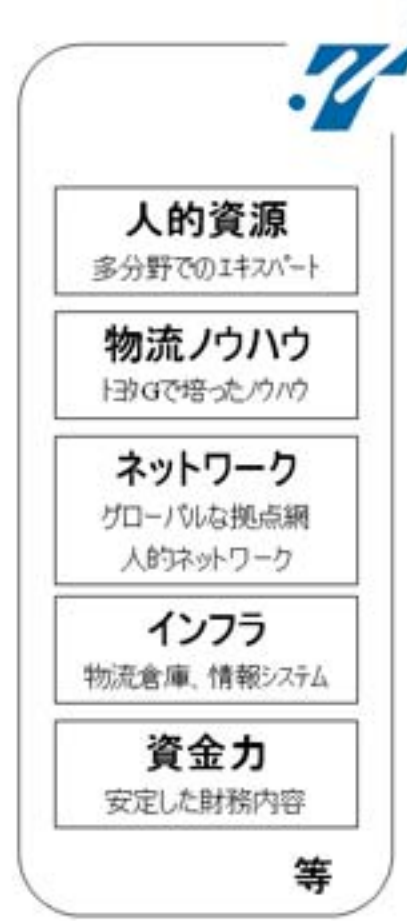 人的資源
多分野でのエキスパート
物流ノウハウ
トヨタGで培ったノウハウ
ネットワーク
グローバルな拠点網
人的ネットワーク
インフラ
物流倉庫、情報システム
資金力
安定した財務内容
等